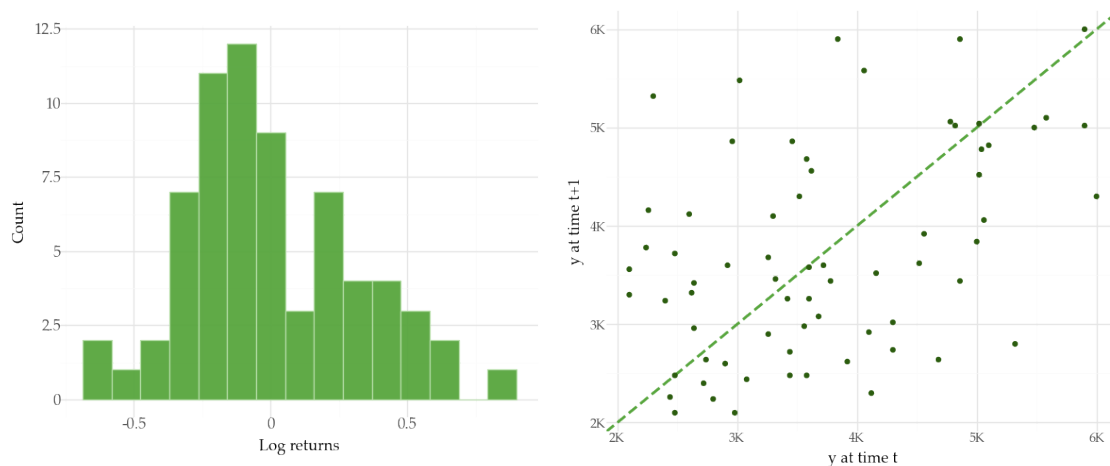 12.5
10
7.5
5
2.5
0
Count
-0.5
0
0.5
Log returns
6K
5K
4K
3K
2K
y at time t+1
2K
3K
4K
5K
6K
y at time t